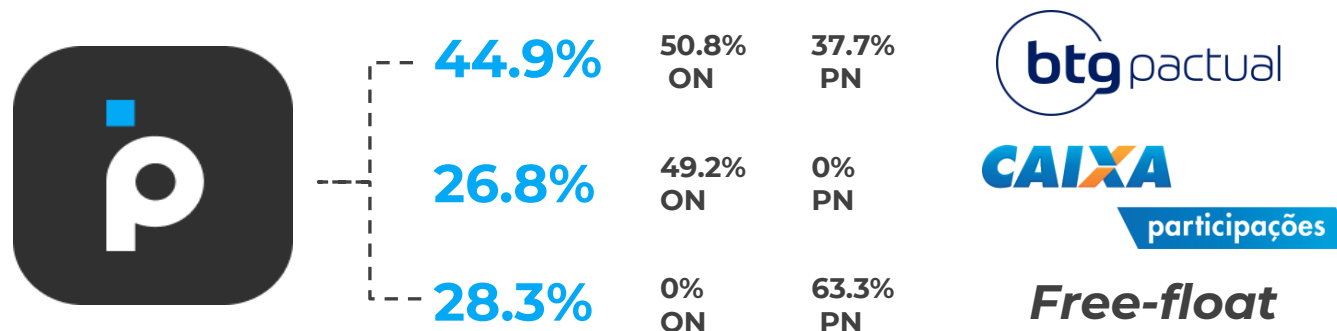 44.9% 50.8% ON 37.7% PN btg pactual
26.8% 49.2% ON 0% PN CAIXA participações
28.3% 0% ON 63.3% PN Free-float